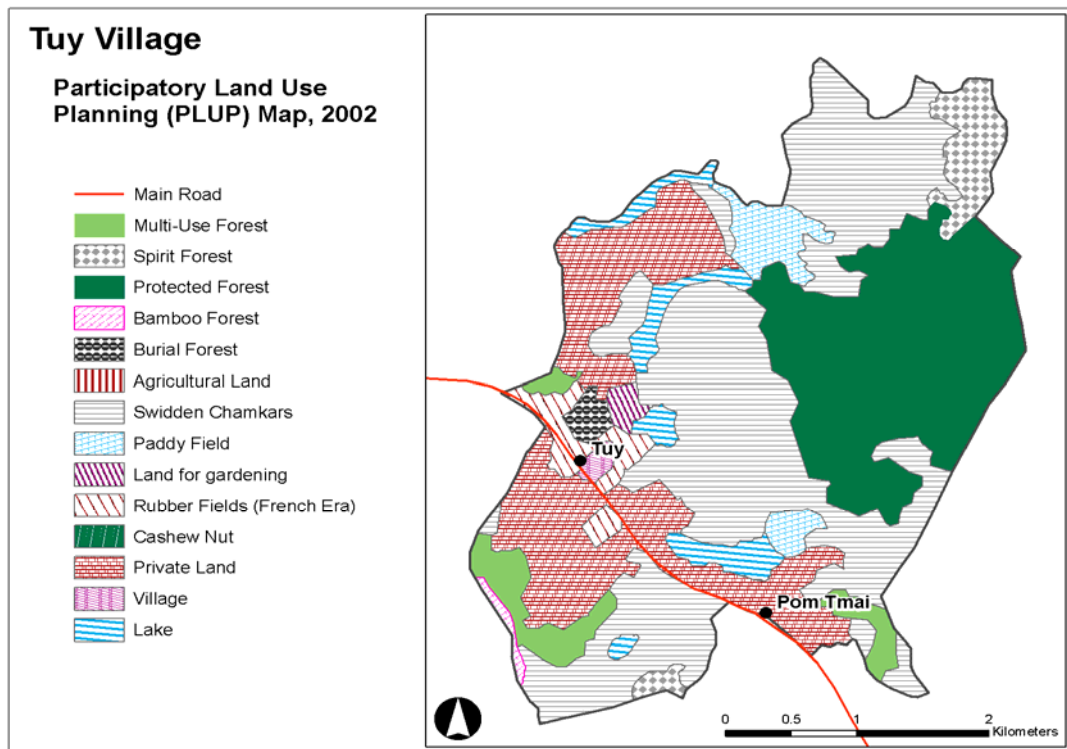 Tuy Village
Participatory Land Use
Planning (PLUP) Map, 2002
Main Road
Multi-Use Forest
Spirit Forest
Protected Forest
Bamboo Forest
Burial Forest
Agricultural Land
Swidden Chamkars
Paddy Field
Land for gardening
Rubber Fields (French Era)
Cashew Nut
Private Land
Village
Lake
Tuy
Pom Tmai
0 0.5 1 2
Kilometers